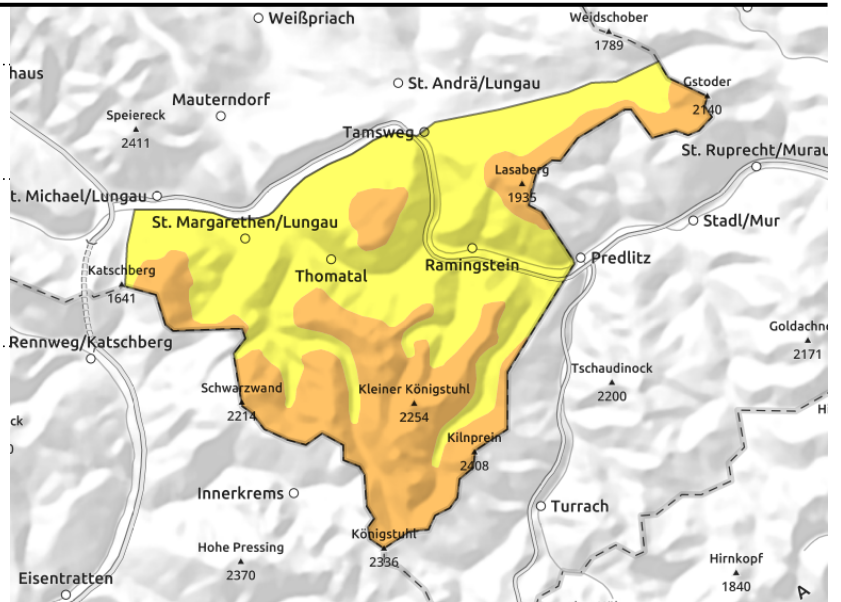 Weißpriach
Weidschober
1789
haus
St. Andrä/Lungau
Gstoder
2140
Mauterndorf
Speiereck
2411
Tamsweg
St. Ruprecht/Murau
Lasaberg
1935
t. Michael/Lungau
St. Margarethen/Lungau
Stadl/Mur
Katschberg
1641
Thomatal
Ramingstein
Predlitz
Goldachn
2171
Rennweg/Katschberg
Tschaudinock
2200
Schwarzwand
2214
Kleiner Königstuhl
2254
H
ck
Kilnprein
2408
Innerkrems
Turrach
Königstuhl
2336
Hohe Pressing
2370
Hirnkopf
1840
Eisentratten
A